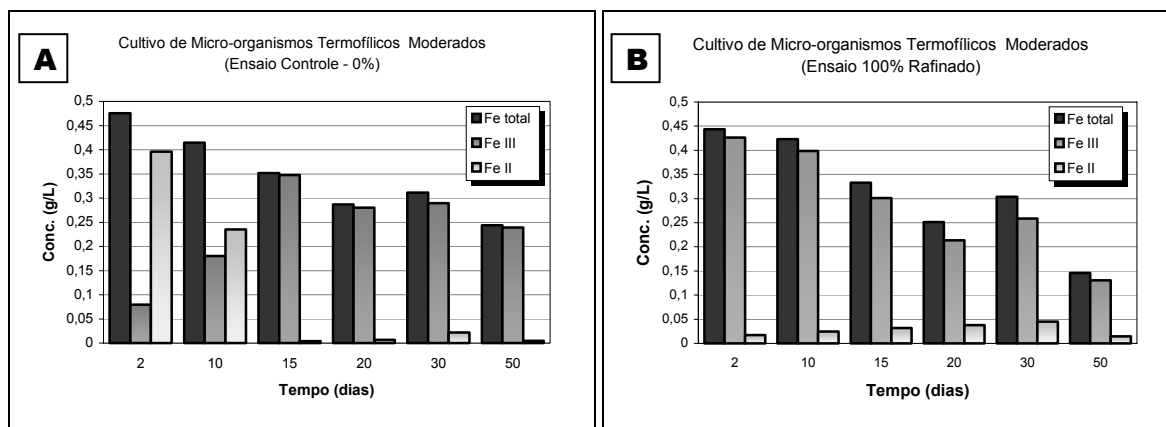 A
Cultivo de Micro-organismos Termofílicos Moderados
(Ensaio Controle - 0%)
0,5
0,45
0,4
0,35
0,3
0,25
0,2
0,15
0,1
0,05
0
Conc. (g/L)
Fe total
Fe III
Fe II
2 10 15 20 30 50
Tempo (dias)
B
Cultivo de Micro-organismos Termofílicos Moderados
(Ensaio 100% Rafinado)
0,5
0,45
0,4
0,35
0,3
0,25
0,2
0,15
0,1
0,05
0
Conc. (g/L)
Fe total
Fe III
Fe II
2 10 15 20 30 50
Tempo (dias)